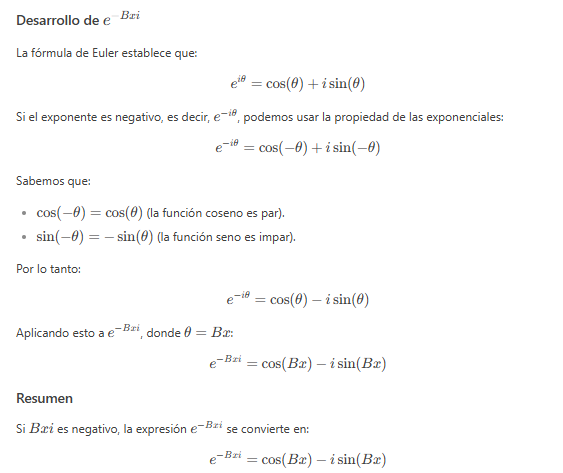 Desarrollo de $e^{-Bxi}$
La fórmula de Euler establece que:
$e^{i\theta} = \cos(\theta) + i\sin(\theta)$
Si el exponente es negativo, es decir, $e^{-i\theta}$, podemos usar la propiedad de las exponenciales:
$e^{-i\theta} = \cos(-\theta) + i\sin(-\theta)$
Sabemos que:
• $\cos(-\theta) = \cos(\theta)$ (la función coseno es par).
• $\sin(-\theta) = -\sin(\theta)$ (la función seno es impar).
Por lo tanto:
$e^{-i\theta} = \cos(\theta) - i\sin(\theta)$
Aplicando esto a $e^{-Bxi}$, donde $\theta = Bx$:
$e^{-Bxi} = \cos(Bx) - i\sin(Bx)$
Resumen
Si $Bxi$ es negativo, la expresión $e^{-Bxi}$ se convierte en:
$e^{-Bxi} = \cos(Bx) - i\sin(Bx)$